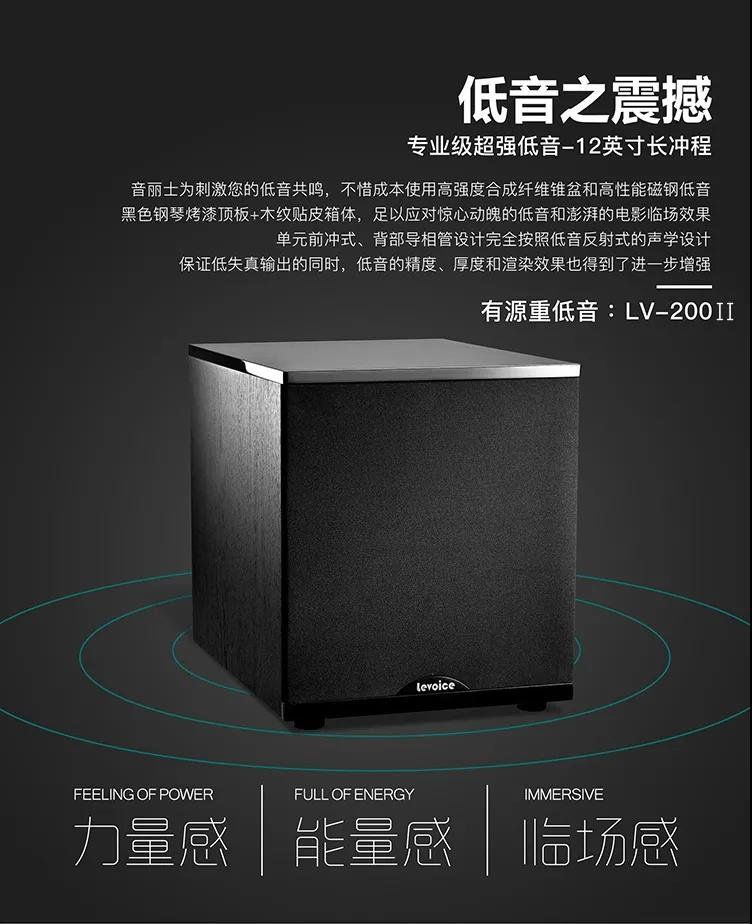 低音之震撼
专业级超强低音-12英寸长冲程
音丽士为刺激您的低音共鸣，不惜成本使用高强度合成纤维锥盆和高性能磁钢低音
黑色钢琴烤漆顶板+木纹贴皮箱体，足以应对惊心动魄的低音和澎湃的电影临场效果
单元前冲式、背部导相管设计完全按照低音反射式的声学设计
保证低失真输出的同时，低音的精度、厚度和渲染效果也得到了进一步增强
有源重低音：LV-200II
levoice
FEELING OF POWER
力量感
FULL OF ENERGY
能量感
IMMERSIVE
临场感